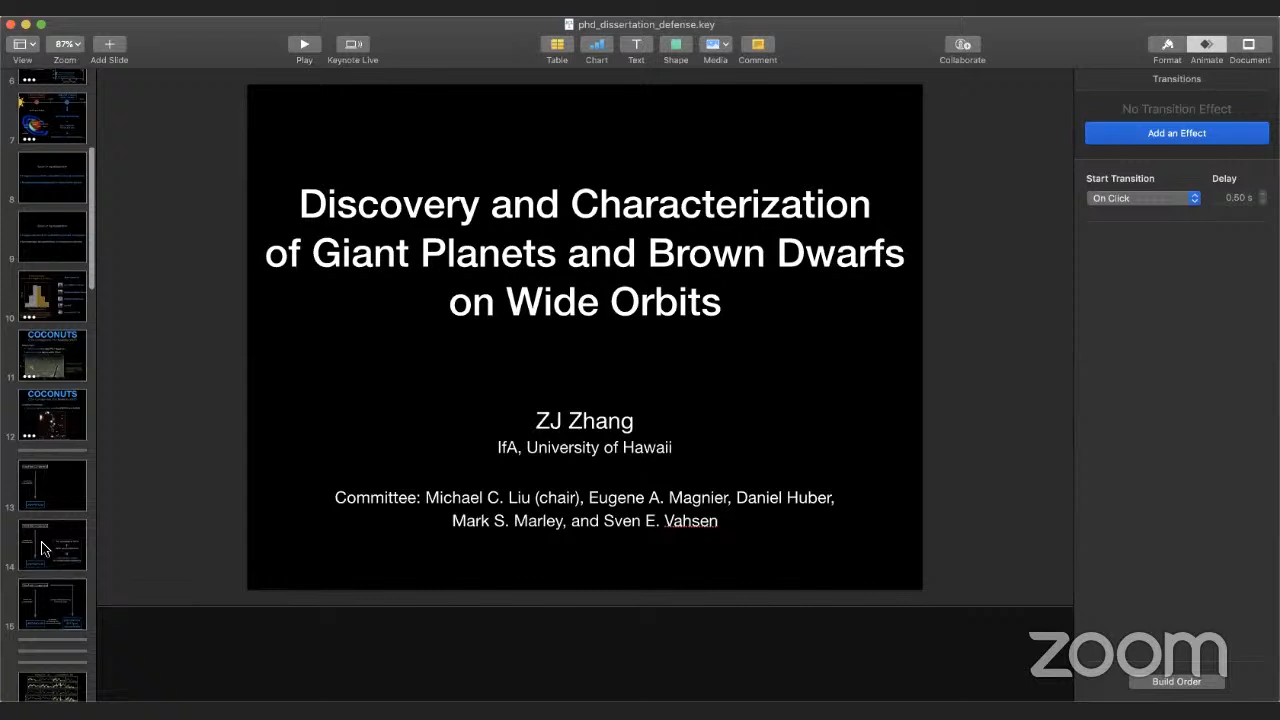 phd_dissertation_defense.key
87%
View
Zoom
Add Slide
Play
Keynote Live
Table
Chart
Text
Shape
Media
Comment
Collaborate
Format
Animate
Document
6
7
8
9
10
COCONUTS
11
COCONUTS
12
13
14
15
Discovery and Characterization
of Giant Planets and Brown Dwarfs
on Wide Orbits
ZJ Zhang
IfA, University of Hawaii
Committee: Michael C. Liu (chair), Eugene A. Magnier, Daniel Huber,
Mark S. Marley, and Sven E. Vahsen
Transitions
No Transition Effect
Add an Effect
Start Transition
Delay
On Click
0.50 s
zoom
Build Order